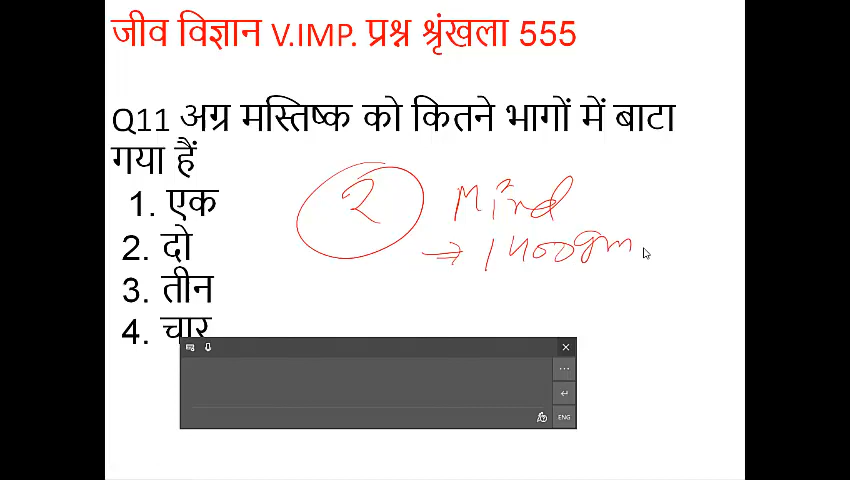 जीव विज्ञान V.IMP. प्रश्न श्रृंखला 555
Q11 अग्र मस्तिष्क को कितने भागों में बाटा
गया हैं
1. एक
2. दो
3. तीन
4. चार
2 Mind
→ 1400gm
ENG